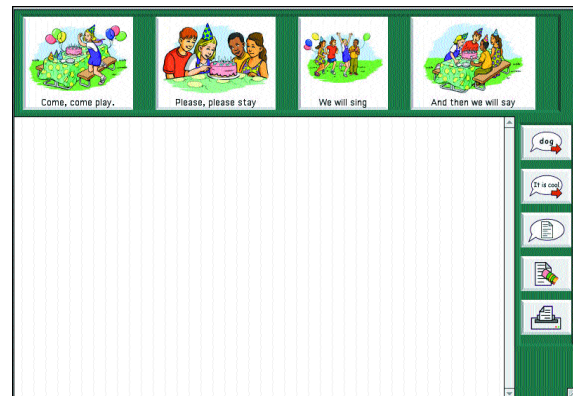 Come, come play.
Please, please stay
We will sing
And then we will say
dog
It is cool